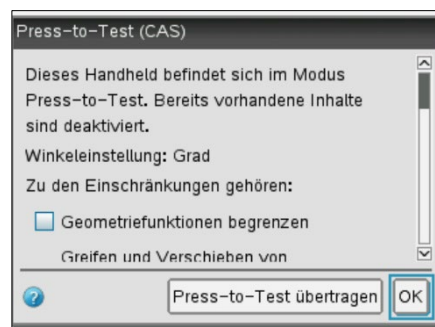 Press-to-Test (CAS)
Dieses Handheld befindet sich im Modus
Press-to-Test. Bereits vorhandene Inhalte
sind deaktiviert.
Winkeleinstellung: Grad
Zu den Einschränkungen gehören:
Geometriefunktionen begrenzen
Greifen und Verschieben von
? Press-to-Test übertragen OK